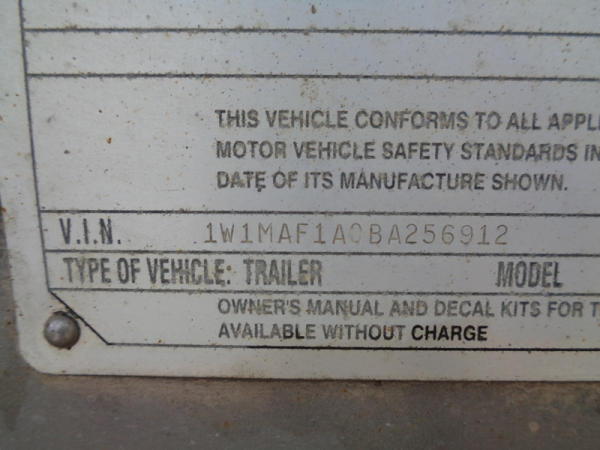 THIS VEHICLE CONFORMS TO ALL APPLI
MOTOR VEHICLE SAFETY STANDARDS IN
DATE OF ITS MANUFACTURE SHOWN.
V.I.N. 1W1MAF1A0BA256912
TYPE OF VEHICLE: TRAILER MODEL
OWNER'S MANUAL AND DECAL KITS FOR T
AVAILABLE WITHOUT CHARGE